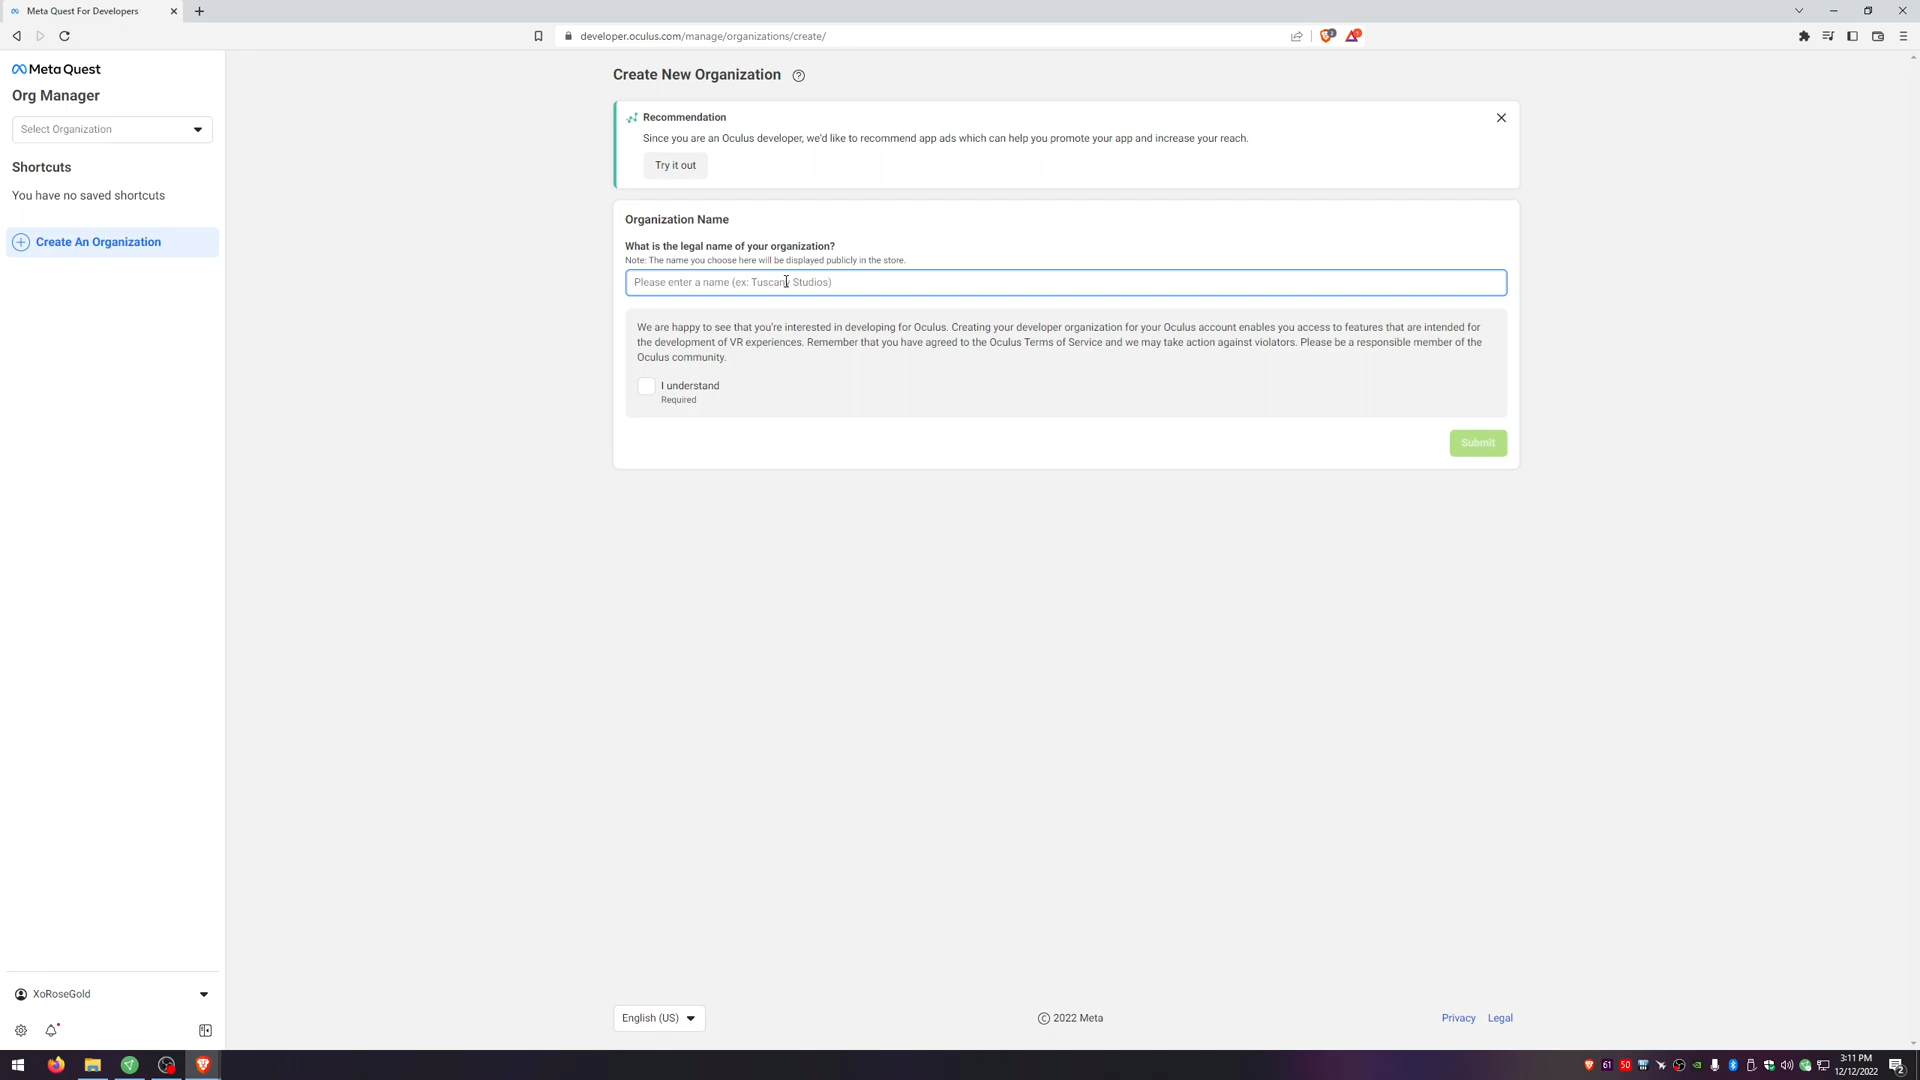 Meta Quest For Developers
developer.oculus.com/manage/organizations/create/
Meta Quest
Org Manager
Select Organization
Shortcuts
You have no saved shortcuts
Create An Organization
Create New Organization
Recommendation
Since you are an Oculus developer, we'd like to recommend app ads which can help you promote your app and increase your reach.
Try it out
Organization Name
What is the legal name of your organization?
Note: The name you choose here will be displayed publicly in the store.
Please enter a name (ex: Tuscany Studios)
We are happy to see that you're interested in developing for Oculus. Creating your developer organization for your Oculus account enables you access to features that are intended for
the development of VR experiences. Remember that you have agreed to the Oculus Terms of Service and we may take action against violators. Please be a responsible member of the
Oculus community.
I understand
Required
Submit
XoRoseGold
English (US)
© 2022 Meta
Privacy
Legal
61
50
3:11 PM
12/12/2022
2